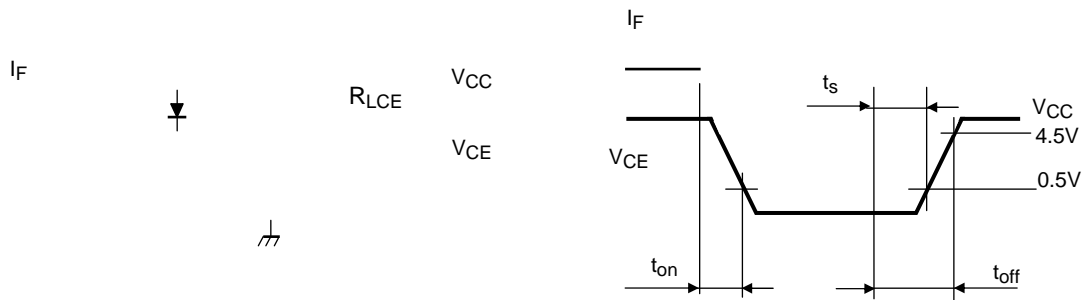 IF
RLCE
VCC
VCE
IF
VCE
ts
VCC
4.5V
0.5V
ton
toff